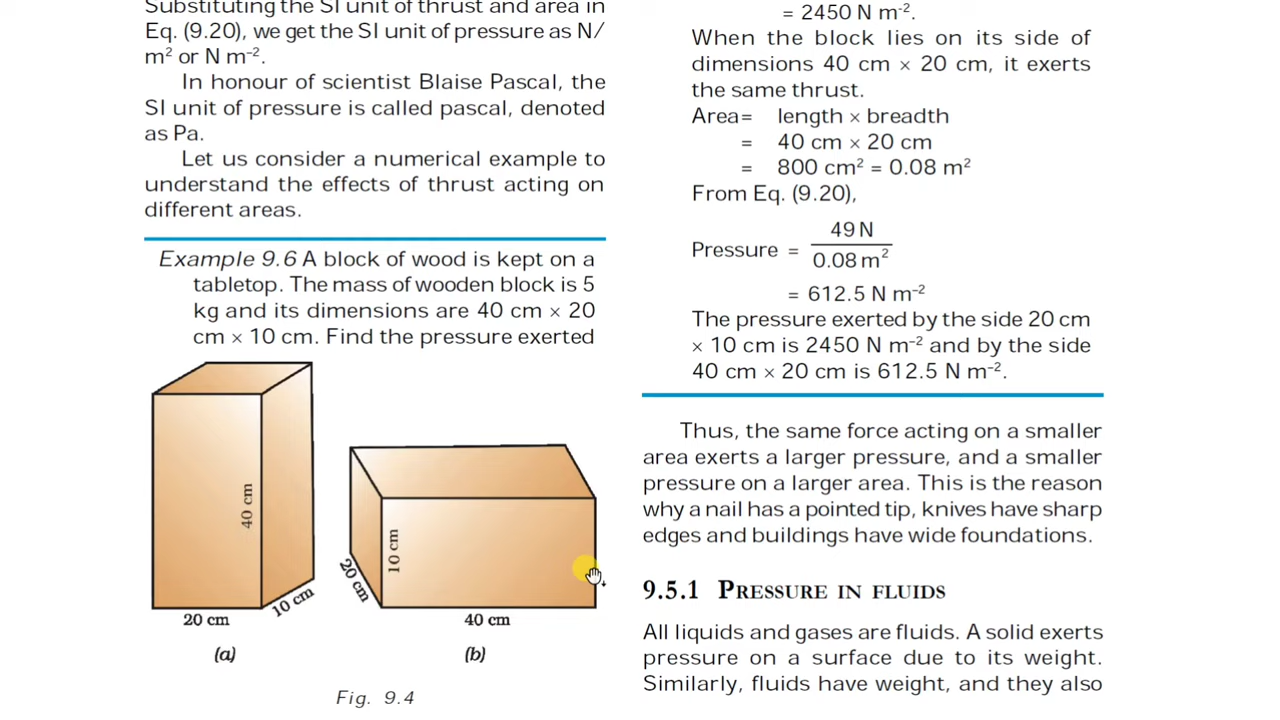 Substituting the SI unit of thrust and area in
Eq. (9.20), we get the SI unit of pressure as N/
m² or N m⁻².
In honour of scientist Blaise Pascal, the
SI unit of pressure is called pascal, denoted
as Pa.
Let us consider a numerical example to
understand the effects of thrust acting on
different areas.
Example 9.6 A block of wood is kept on a
tabletop. The mass of wooden block is 5
kg and its dimensions are 40 cm × 20
cm × 10 cm. Find the pressure exerted
40 cm
20 cm
10 cm
(a)
10 cm
20 cm
40 cm
(b)
Fig. 9.4
= 2450 N m⁻².
When the block lies on its side of
dimensions 40 cm × 20 cm, it exerts
the same thrust.
Area= length × breadth
= 40 cm × 20 cm
= 800 cm² = 0.08 m²
From Eq. (9.20),
Pressure = 49 N / 0.08 m²
= 612.5 N m⁻²
The pressure exerted by the side 20 cm
× 10 cm is 2450 N m⁻² and by the side
40 cm × 20 cm is 612.5 N m⁻².
Thus, the same force acting on a smaller
area exerts a larger pressure, and a smaller
pressure on a larger area. This is the reason
why a nail has a pointed tip, knives have sharp
edges and buildings have wide foundations.
9.5.1 PRESSURE IN FLUIDS
All liquids and gases are fluids. A solid exerts
pressure on a surface due to its weight.
Similarly, fluids have weight, and they also